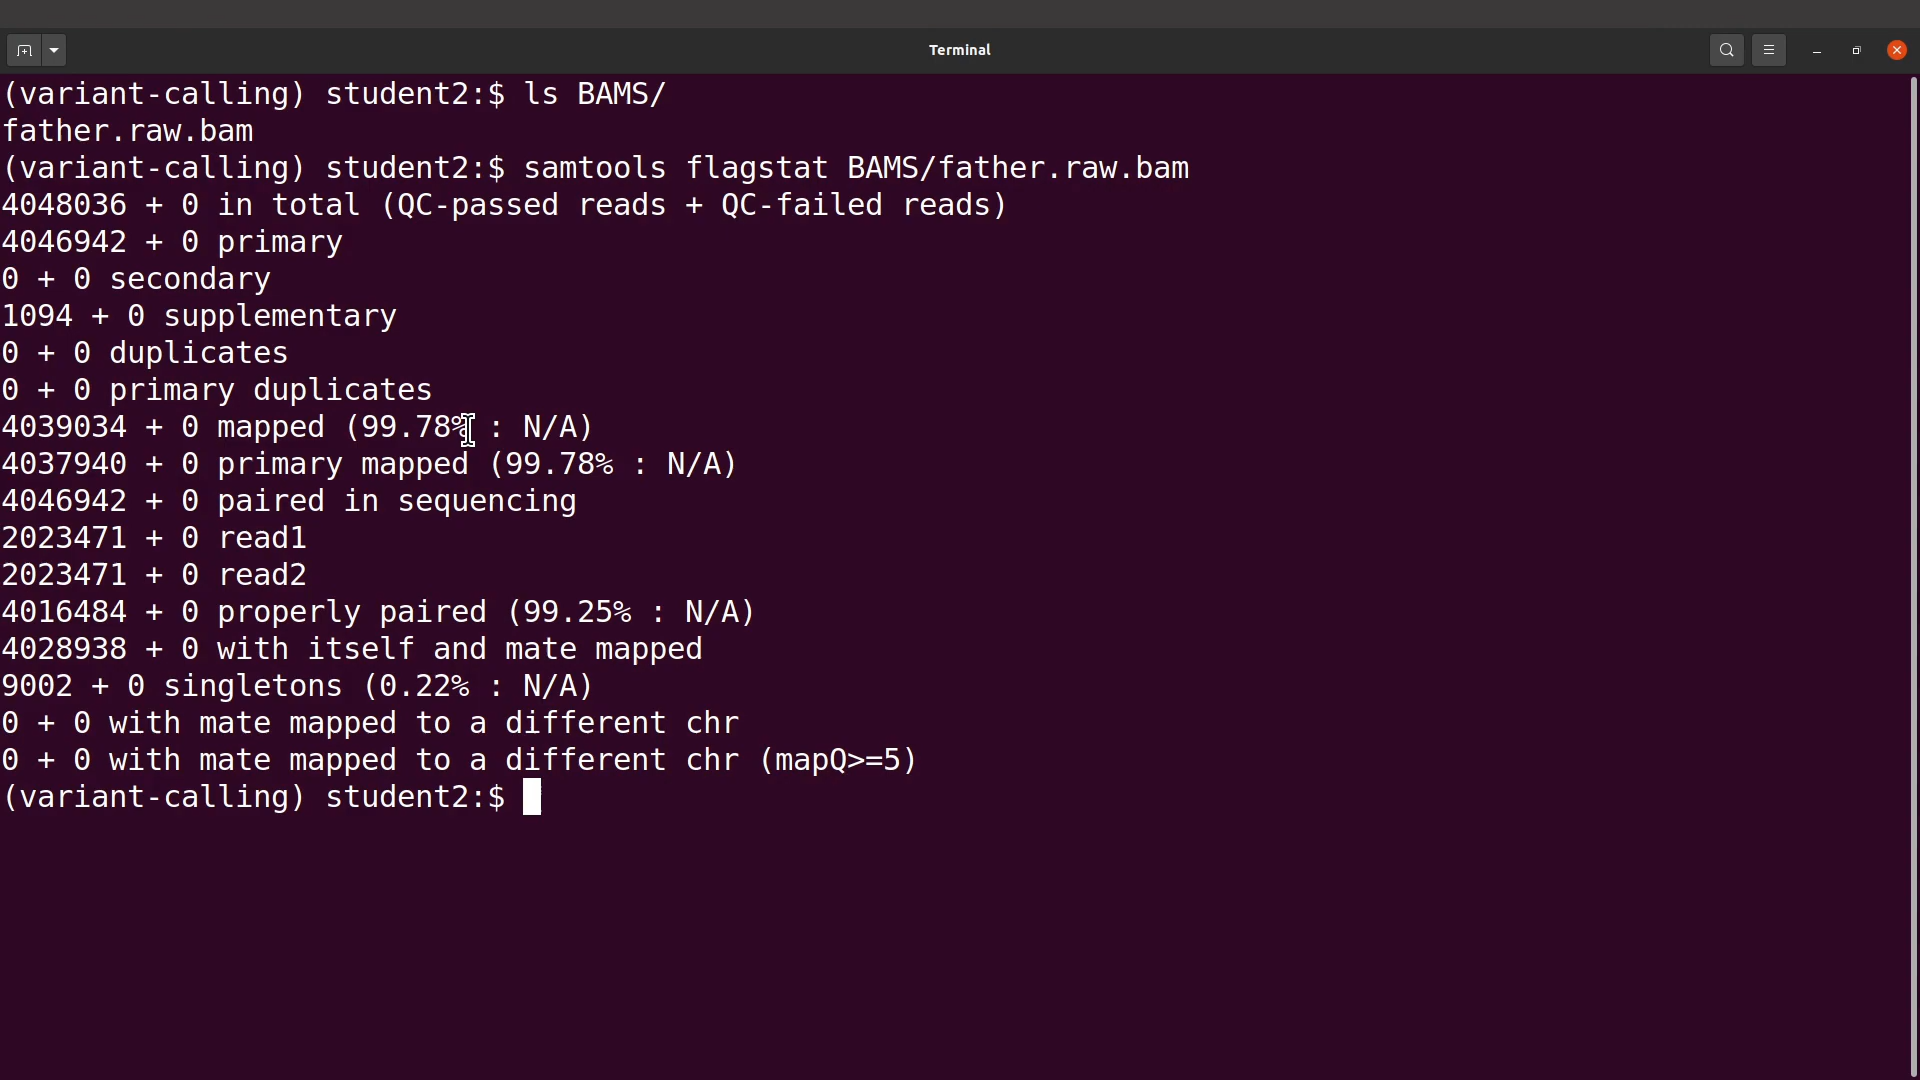 Terminal
(variant-calling) student2:$ ls BAMS/
father.raw.bam
(variant-calling) student2:$ samtools flagstat BAMS/father.raw.bam
4048036 + 0 in total (QC-passed reads + QC-failed reads)
4046942 + 0 primary
0 + 0 secondary
1094 + 0 supplementary
0 + 0 duplicates
0 + 0 primary duplicates
4039034 + 0 mapped (99.78% : N/A)
4037940 + 0 primary mapped (99.78% : N/A)
4046942 + 0 paired in sequencing
2023471 + 0 read1
2023471 + 0 read2
4016484 + 0 properly paired (99.25% : N/A)
4028938 + 0 with itself and mate mapped
9002 + 0 singletons (0.22% : N/A)
0 + 0 with mate mapped to a different chr
0 + 0 with mate mapped to a different chr (mapQ>=5)
(variant-calling) student2:$